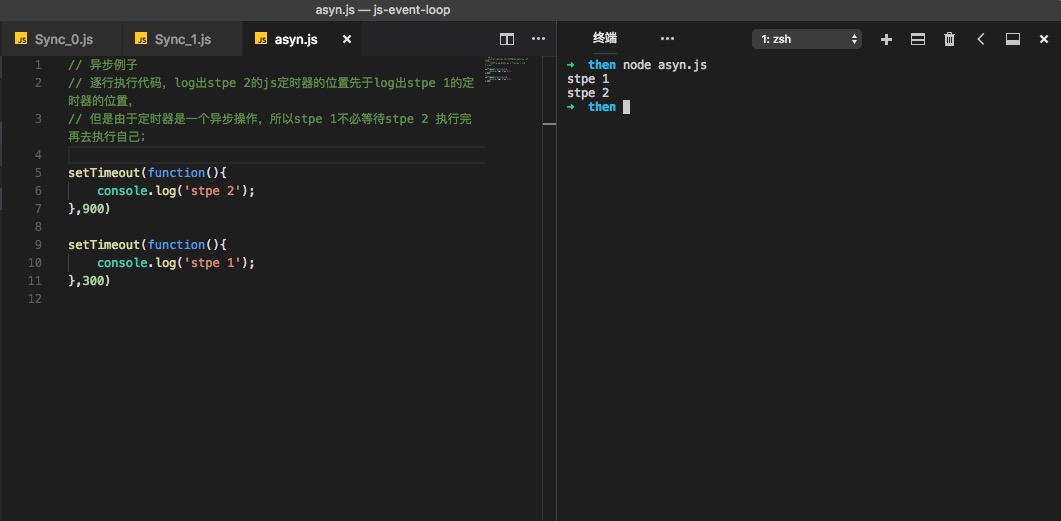 asyn.js — js-event-loop
JS Sync_0.js
JS Sync_1.js
JS asyn.js
1 // 异步例子
2 // 逐行执行代码，log出stpe 2的js定时器的位置先于log出stpe 1的定
时器的位置，
3 // 但是由于定时器是一个异步操作，所以stpe 1不必等待stpe 2 执行完
再去执行自己；
4
5 setTimeout(function(){
6 console.log('stpe 2');
7 },900)
8
9 setTimeout(function(){
10 console.log('stpe 1');
11 },300)
12
终端
1: zsh
then node asyn.js
stpe 1
stpe 2
then